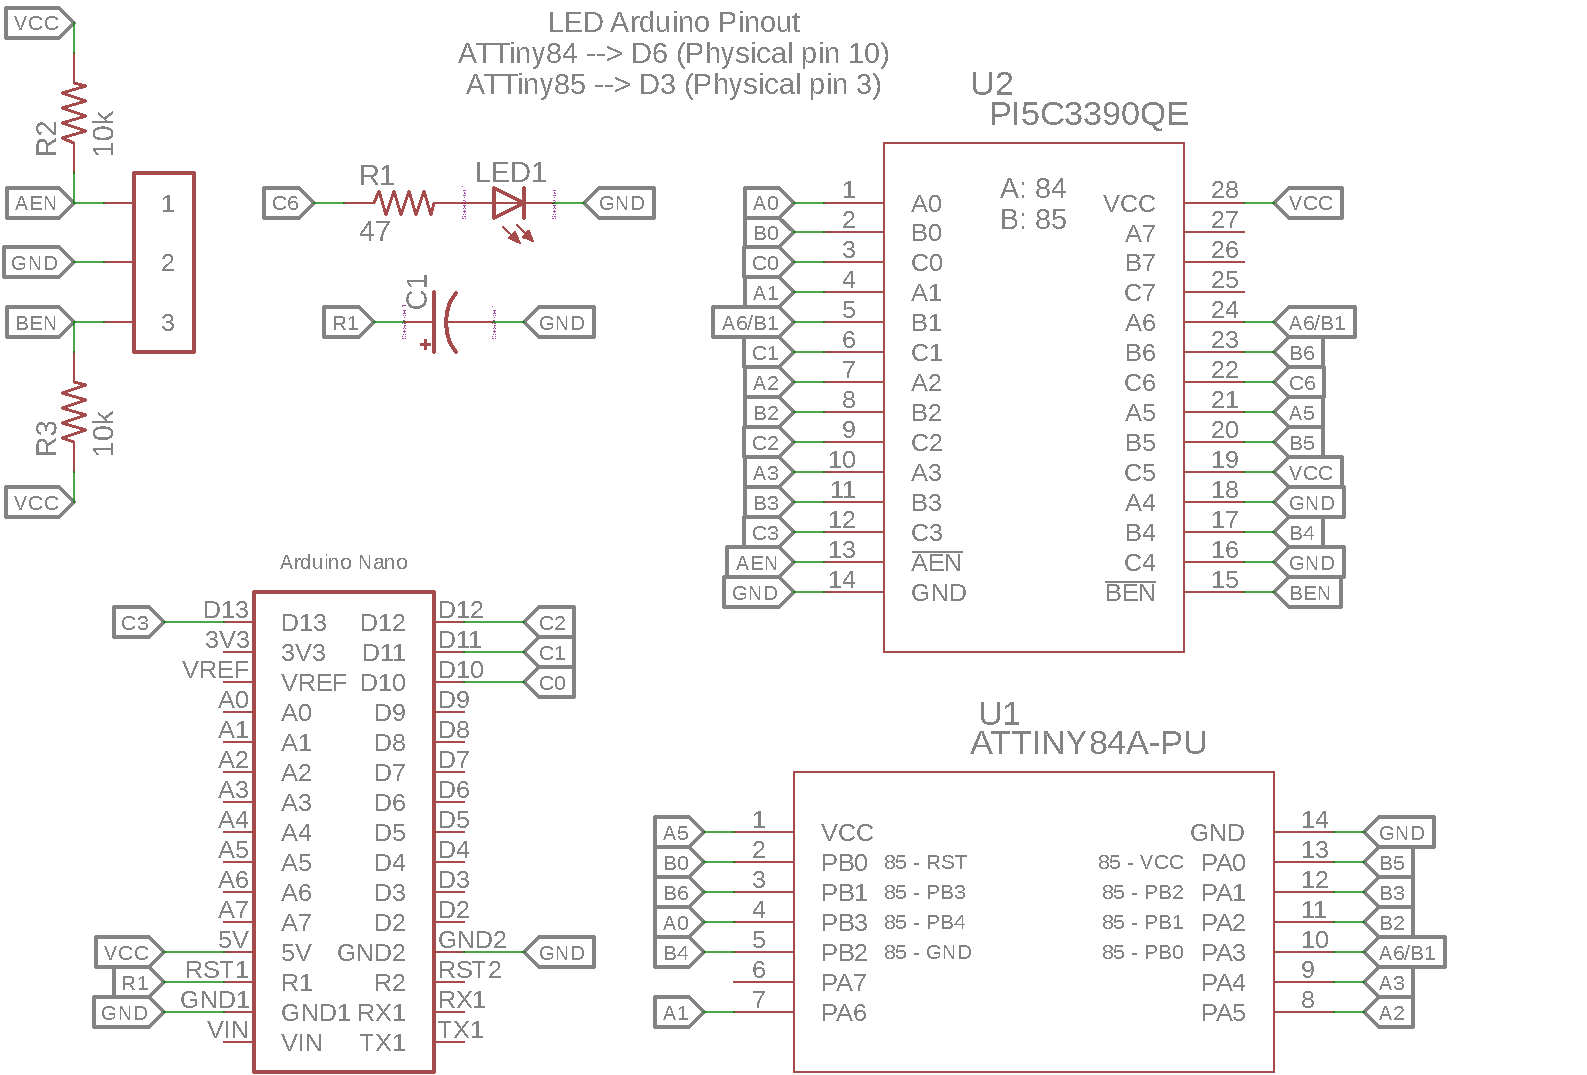 LED Arduino Pinout
ATTiny84 --> D6 (Physical pin 10)
ATTiny85 --> D3 (Physical pin 3)
VCC
R2
10k
AEN
1
GND
2
BEN
3
R3
10k
VCC
C6
R1
47
LED1
GND
R1
C1
+
GND
U2
PI5C3390QE
A: 84
B: 85
A0 1 A0 VCC 28 VCC
B0 2 B0 A7 27
C0 3 C0 B7 26
A1 4 A1 C7 25
A6/B1 5 B1 A6 24 A6/B1
C1 6 C1 B6 23 B6
A2 7 A2 C6 22 C6
B2 8 B2 A5 21 A5
C2 9 C2 B5 20 B5
A3 10 A3 C5 19 VCC
B3 11 B3 A4 18 GND
C3 12 C3 B4 17 B4
AEN 13 AEN C4 16 GND
GND 14 GND BEN 15 BEN
Arduino Nano
C3 D13 D13 D12 D12 C2
3V3 3V3 D11 D11 C1
VREF VREF D10 D10 C0
A0 A0 D9 D9
A1 A1 D8 D8
A2 A2 D7 D7
A3 A3 D6 D6
A4 A4 D5 D5
A5 A5 D4 D4
A6 A6 D3 D3
A7 A7 D2 D2
VCC 5V 5V GND2 GND2 GND
R1 RST1 R1 R2 RST2
GND GND1 GND1 RX1 RX1
VIN VIN TX1 TX1
U1
ATTINY84A-PU
A5 1 VCC GND 14 GND
B0 2 PB0 85 - RST 85 - VCC PA0 13 B5
B6 3 PB1 85 - PB3 85 - PB2 PA1 12 B3
A0 4 PB3 85 - PB4 85 - PB1 PA2 11 B2
B4 5 PB2 85 - GND 85 - PB0 PA3 10 A6/B1
6 PA7 PA4 9 A3
A1 7 PA6 PA5 8 A2